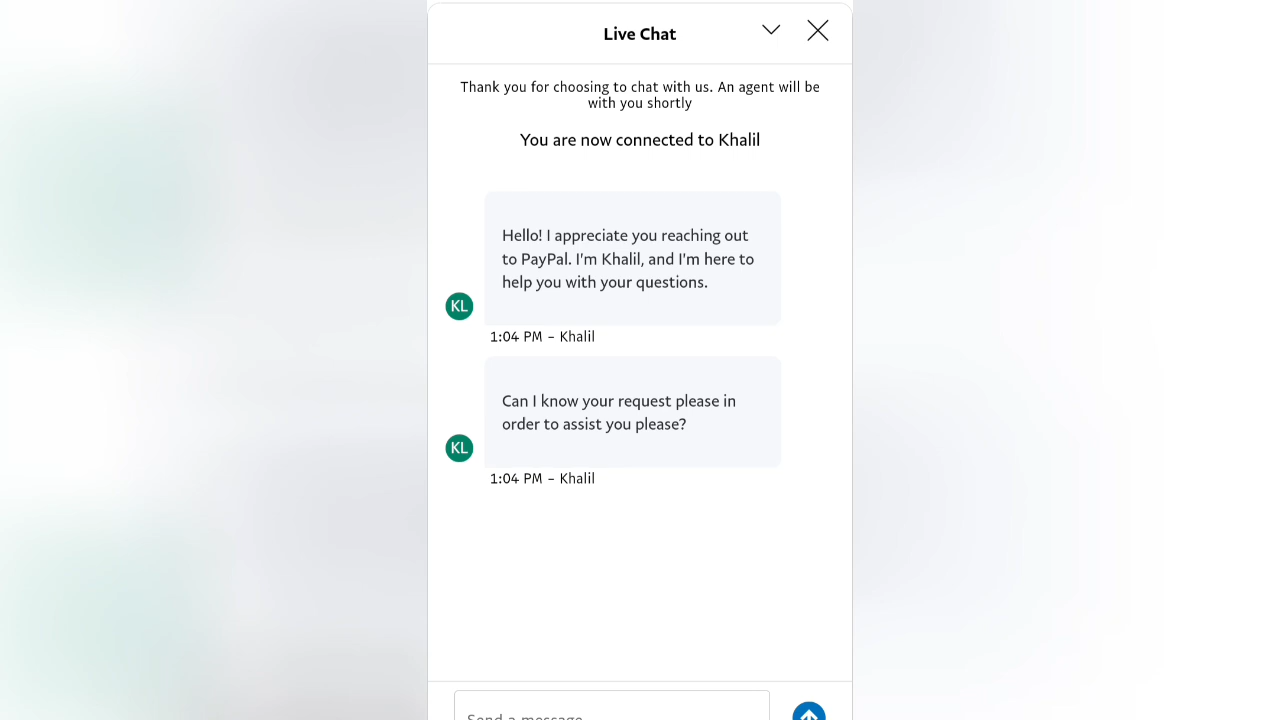 Live Chat
Thank you for choosing to chat with us. An agent will be
with you shortly
You are now connected to Khalil
Hello! I appreciate you reaching out
to PayPal. I'm Khalil, and I'm here to
help you with your questions.
KL
1:04 PM - Khalil
Can I know your request please in
order to assist you please?
KL
1:04 PM - Khalil
Send a message